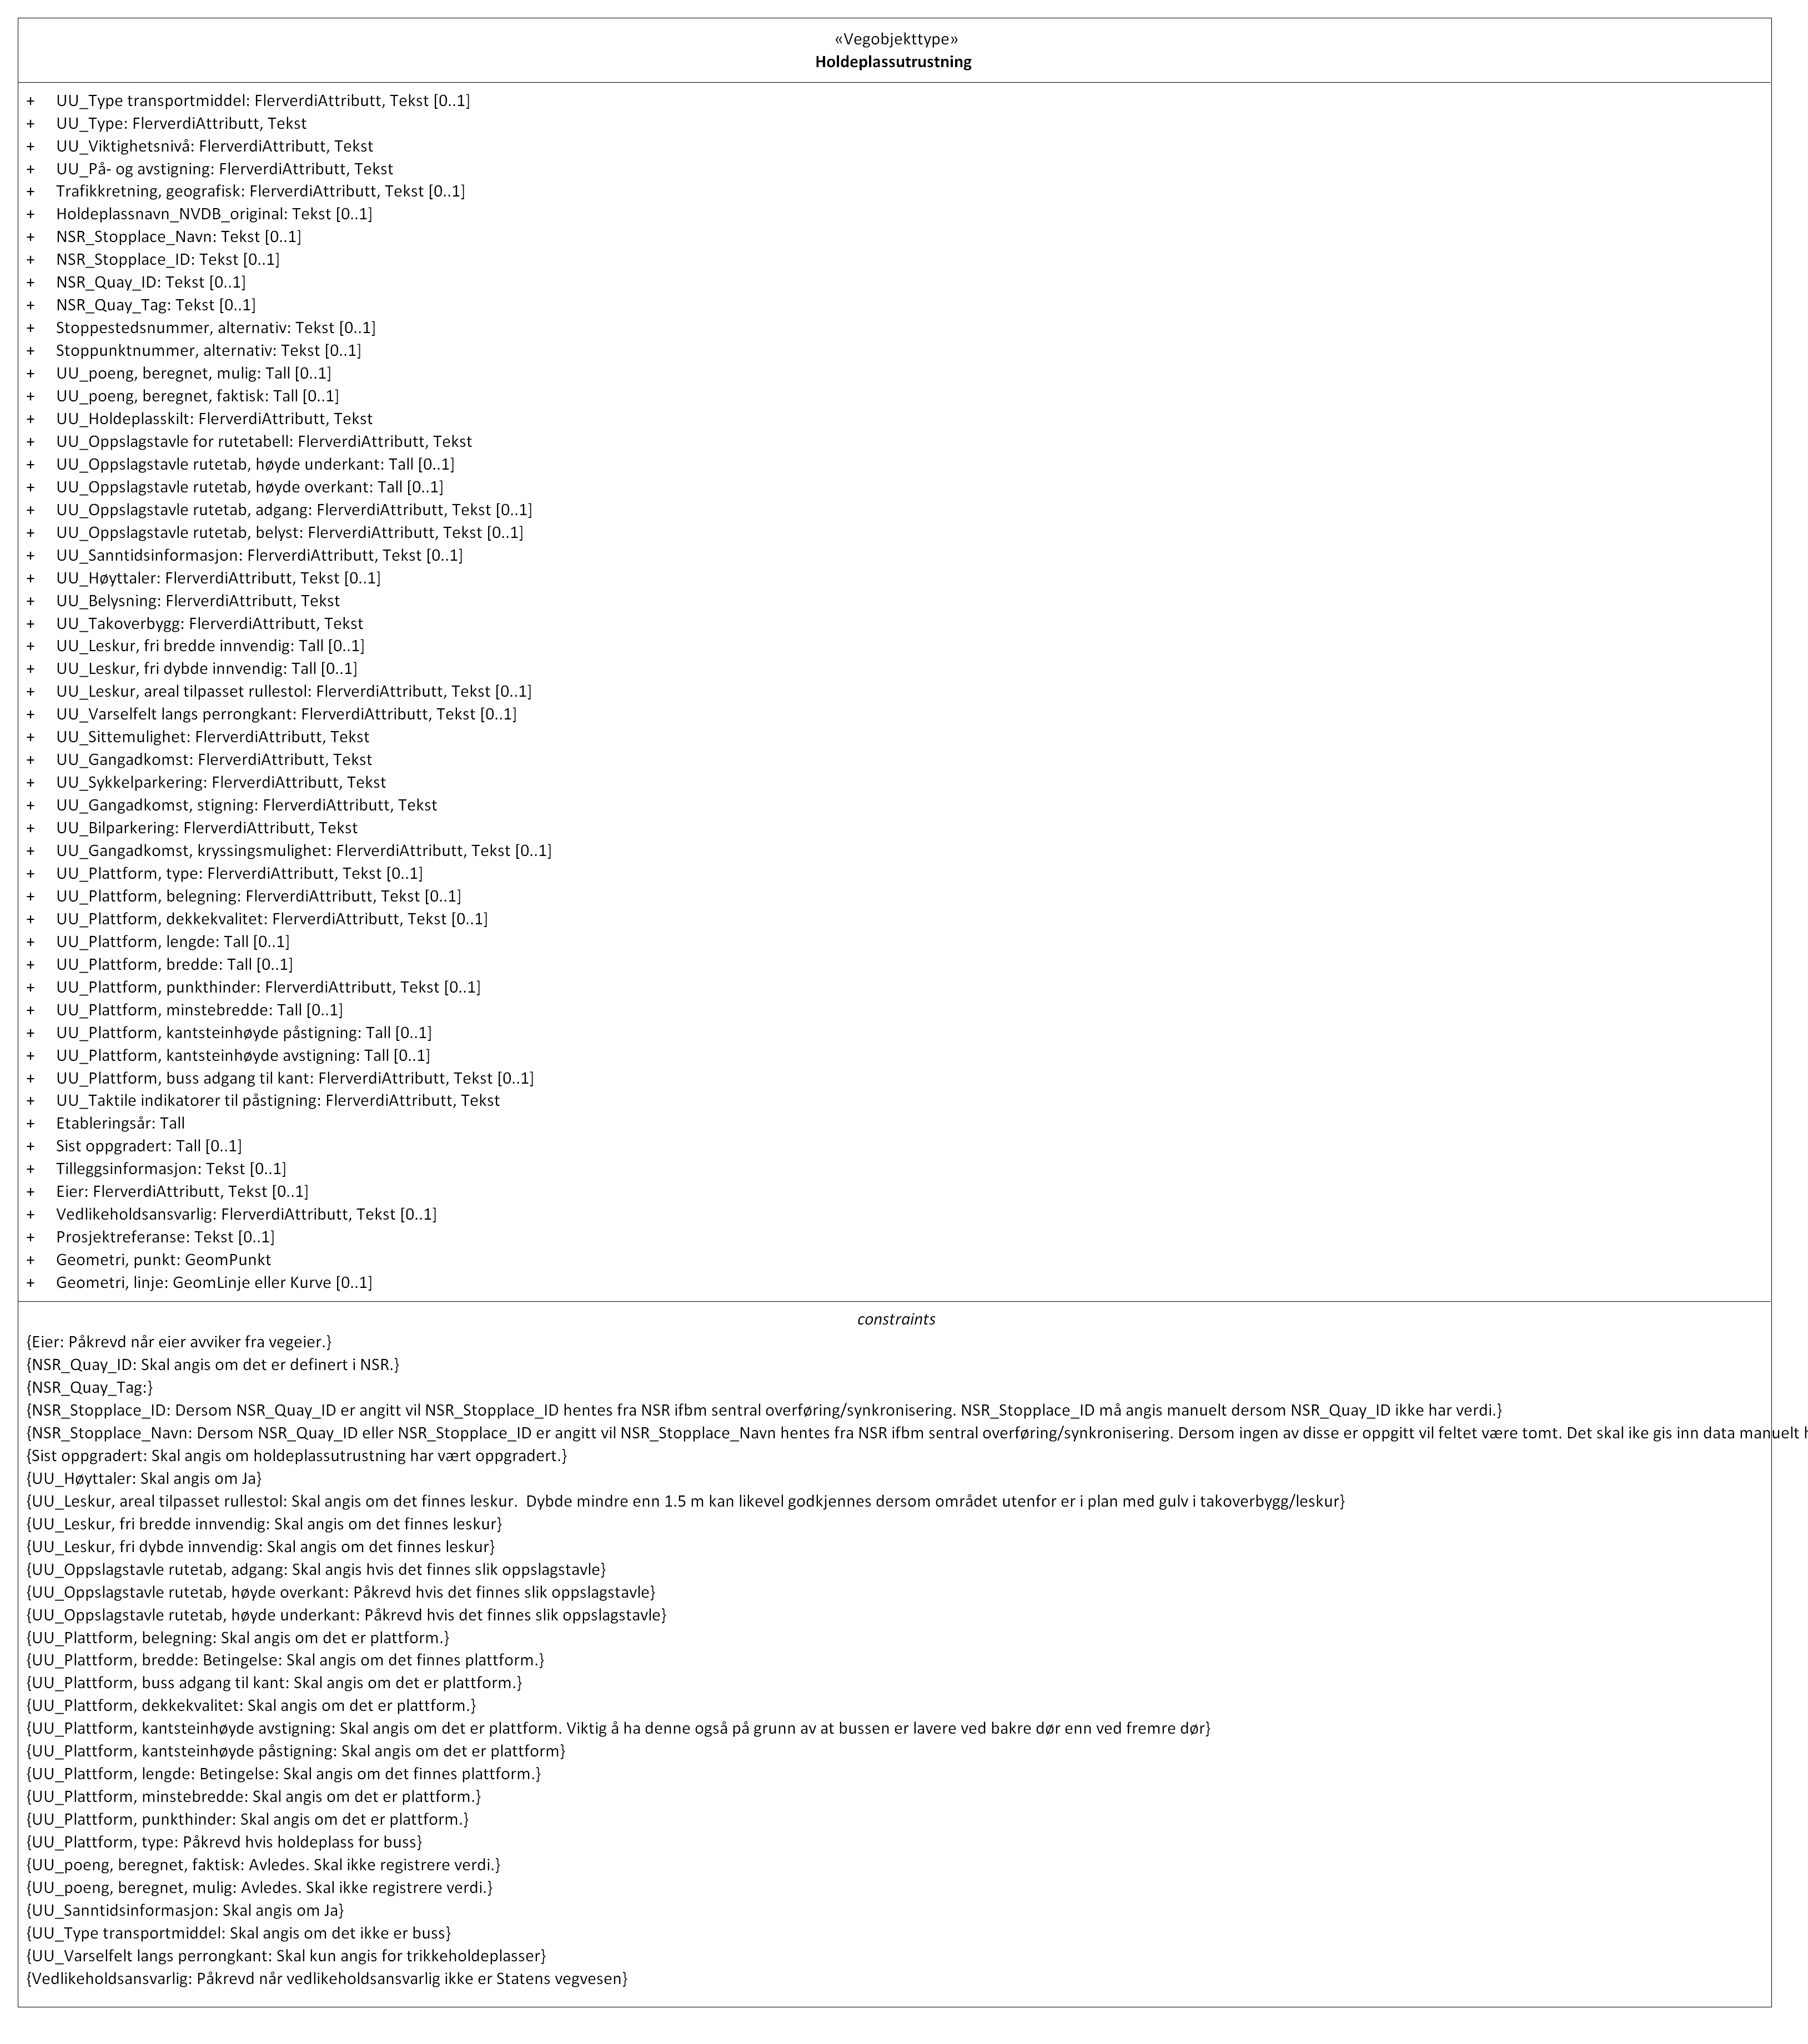 «Vegobjekttype»
Holdeplassutrustning
+ UU_Type transportmiddel: FlerverdiAttributt, Tekst [0..1]
+ UU_Type: FlerverdiAttributt, Tekst
+ UU_Viktighetsnivå: FlerverdiAttributt, Tekst
+ UU_På- og avstigning: FlerverdiAttributt, Tekst
+ Trafikkretning, geografisk: FlerverdiAttributt, Tekst [0..1]
+ Holdeplassnavn_NVDB_original: Tekst [0..1]
+ NSR_Stopplace_Navn: Tekst [0..1]
+ NSR_Stopplace_ID: Tekst [0..1]
+ NSR_Quay_ID: Tekst [0..1]
+ NSR_Quay_Tag: Tekst [0..1]
+ Stoppestedsnummer, alternativ: Tekst [0..1]
+ Stoppunktnummer, alternativ: Tekst [0..1]
+ UU_poeng, beregnet, mulig: Tall [0..1]
+ UU_poeng, beregnet, faktisk: Tall [0..1]
+ UU_Holdeplasskilt: FlerverdiAttributt, Tekst
+ UU_Oppslagstavle for rutetabell: FlerverdiAttributt, Tekst
+ UU_Oppslagstavle rutetab, høyde underkant: Tall [0..1]
+ UU_Oppslagstavle rutetab, høyde overkant: Tall [0..1]
+ UU_Oppslagstavle rutetab, adgang: FlerverdiAttributt, Tekst [0..1]
+ UU_Oppslagstavle rutetab, belyst: FlerverdiAttributt, Tekst [0..1]
+ UU_Sanntidsinformasjon: FlerverdiAttributt, Tekst [0..1]
+ UU_Høyttaler: FlerverdiAttributt, Tekst [0..1]
+ UU_Belysning: FlerverdiAttributt, Tekst
+ UU_Takoverbygg: FlerverdiAttributt, Tekst
+ UU_Leskur, fri bredde innvendig: Tall [0..1]
+ UU_Leskur, fri dybde innvendig: Tall [0..1]
+ UU_Leskur, areal tilpasset rullestol: FlerverdiAttributt, Tekst [0..1]
+ UU_Varselfelt langs perrongkant: FlerverdiAttributt, Tekst [0..1]
+ UU_Sittemulighet: FlerverdiAttributt, Tekst
+ UU_Gangadkomst: FlerverdiAttributt, Tekst
+ UU_Sykkelparkering: FlerverdiAttributt, Tekst
+ UU_Gangadkomst, stigning: FlerverdiAttributt, Tekst
+ UU_Bilparkering: FlerverdiAttributt, Tekst
+ UU_Gangadkomst, kryssingsmulighet: FlerverdiAttributt, Tekst [0..1]
+ UU_Plattform, type: FlerverdiAttributt, Tekst [0..1]
+ UU_Plattform, belegning: FlerverdiAttributt, Tekst [0..1]
+ UU_Plattform, dekkekvalitet: FlerverdiAttributt, Tekst [0..1]
+ UU_Plattform, lengde: Tall [0..1]
+ UU_Plattform, bredde: Tall [0..1]
+ UU_Plattform, punkthinder: FlerverdiAttributt, Tekst [0..1]
+ UU_Plattform, minstebredde: Tall [0..1]
+ UU_Plattform, kantsteinhøyde påstigning: Tall [0..1]
+ UU_Plattform, kantsteinhøyde avstigning: Tall [0..1]
+ UU_Plattform, buss adgang til kant: FlerverdiAttributt, Tekst [0..1]
+ UU_Taktile indikatorer til påstigning: FlerverdiAttributt, Tekst
+ Etableringsår: Tall
+ Sist oppgradert: Tall [0..1]
+ Tilleggsinformasjon: Tekst [0..1]
+ Eier: FlerverdiAttributt, Tekst [0..1]
+ Vedlikeholdsansvarlig: FlerverdiAttributt, Tekst [0..1]
+ Prosjektreferanse: Tekst [0..1]
+ Geometri, punkt: GeomPunkt
+ Geometri, linje: GeomLinje eller Kurve [0..1]
constraints
{Eier: Påkrevd når eier avviker fra vegeier.}
{NSR_Quay_ID: Skal angis om det er definert i NSR.}
{NSR_Quay_Tag:}
{NSR_Stopplace_ID: Dersom NSR_Quay_ID er angitt vil NSR_Stopplace_ID hentes fra NSR ifbm sentral overføring/synkronisering. NSR_Stopplace_ID må angis manuelt dersom NSR_Quay_ID ikke har verdi.}
{NSR_Stopplace_Navn: Dersom NSR_Quay_ID eller NSR_Stopplace_ID er angitt vil NSR_Stopplace_Navn hentes fra NSR ifbm sentral overføring/synkronisering. Dersom ingen av disse er oppgitt vil feltet være tomt. Det skal ike gis inn data manuelt
{Sist oppgradert: Skal angis om holdeplassutrustning har vært oppgradert.}
{UU_Høyttaler: Skal angis om Ja}
{UU_Leskur, areal tilpasset rullestol: Skal angis om det finnes leskur.  Dybde mindre enn 1.5 m kan likevel godkjennes dersom området utenfor er i plan med gulv i takoverbygg/leskur}
{UU_Leskur, fri bredde innvendig: Skal angis om det finnes leskur}
{UU_Leskur, fri dybde innvendig: Skal angis om det finnes leskur}
{UU_Oppslagstavle rutetab, adgang: Skal angis hvis det finnes slik oppslagstavle}
{UU_Oppslagstavle rutetab, høyde overkant: Påkrevd hvis det finnes slik oppslagstavle}
{UU_Oppslagstavle rutetab, høyde underkant: Påkrevd hvis det finnes slik oppslagstavle}
{UU_Plattform, belegning: Skal angis om det er plattform.}
{UU_Plattform, bredde: Betingelse: Skal angis om det finnes plattform.}
{UU_Plattform, buss adgang til kant: Skal angis om det er plattform.}
{UU_Plattform, dekkekvalitet: Skal angis om det er plattform.}
{UU_Plattform, kantsteinhøyde avstigning: Skal angis om det er plattform. Viktig å ha denne også på grunn av at bussen er lavere ved bakre dør enn ved fremre dør}
{UU_Plattform, kantsteinhøyde påstigning: Skal angis om det er plattform}
{UU_Plattform, lengde: Betingelse: Skal angis om det finnes plattform.}
{UU_Plattform, minstebredde: Skal angis om det er plattform.}
{UU_Plattform, punkthinder: Skal angis om det er plattform.}
{UU_Plattform, type: Påkrevd hvis holdeplass for buss}
{UU_poeng, beregnet, faktisk: Avledes. Skal ikke registrere verdi.}
{UU_poeng, beregnet, mulig: Avledes. Skal ikke registrere verdi.}
{UU_Sanntidsinformasjon: Skal angis om Ja}
{UU_Type transportmiddel: Skal angis om det ikke er buss}
{UU_Varselfelt langs perrongkant: Skal kun angis for trikkeholdeplasser}
{Vedlikeholdsansvarlig: Påkrevd når vedlikeholdsansvarlig ikke er Statens vegvesen}